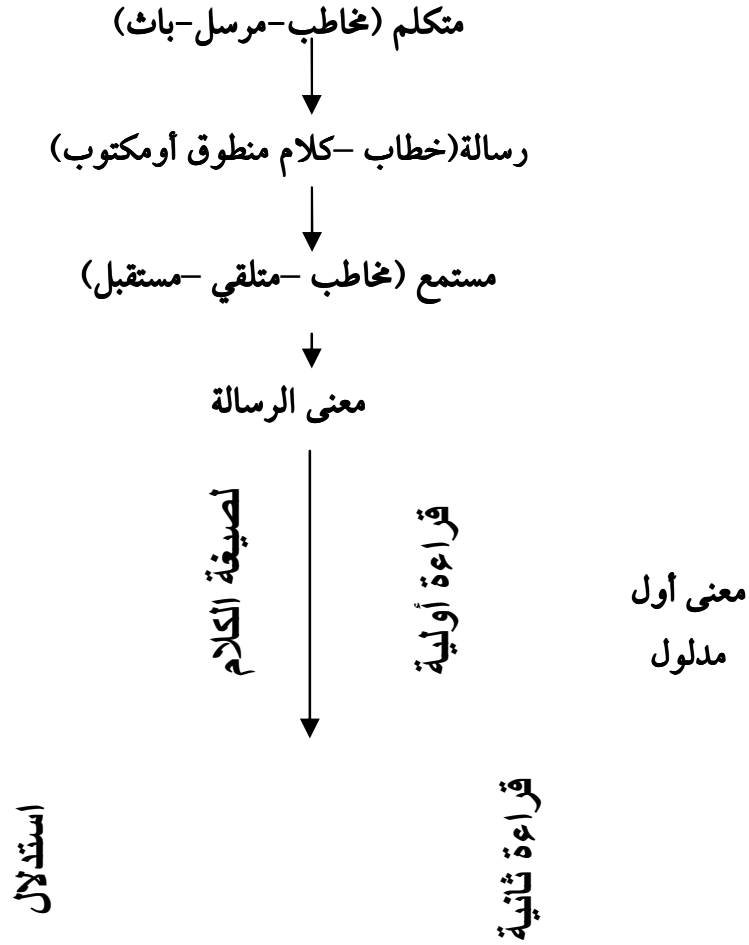 متكلم (مخاطب-مرسل-باث)
رسالة(خطاب –كلام منطوق أومكتوب)
مستمع (مخاطب –متلقي –مستقبل)
معنى الرسالة
قراءة أولية
لصيغة الكلام
معنى أول
مدلول
قراءة ثانية
استدلال